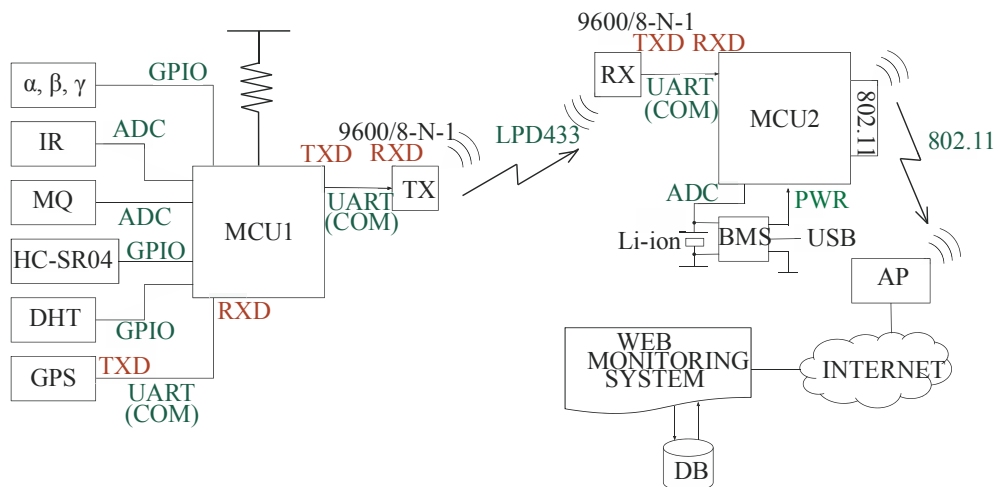 α, β, γ
GPIO
IR
ADC
MQ
ADC
HC-SR04
GPIO
DHT
GPIO
GPS
TXD
UART
(COM)
RXD
MCU1
9600/8-N-1
TXD RXD
UART
(COM)
TX
LPD433
9600/8-N-1
TXD RXD
RX
UART
(COM)
MCU2
802.11
802.11
ADC
PWR
Li-ion
BMS
USB
AP
INTERNET
WEB
MONITORING
SYSTEM
DB